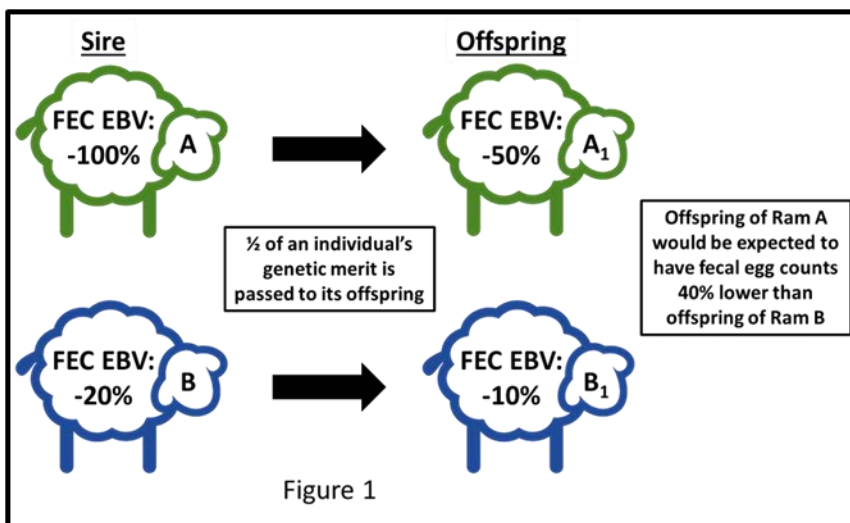 Sire
Offspring
FEC EBV:
-100%
A
FEC EBV:
-50%
A₁
½ of an individual's
genetic merit is
passed to its offspring
Offspring of Ram A
would be expected to
have fecal egg counts
40% lower than
offspring of Ram B
FEC EBV:
-20%
B
FEC EBV:
-10%
B₁
Figure 1